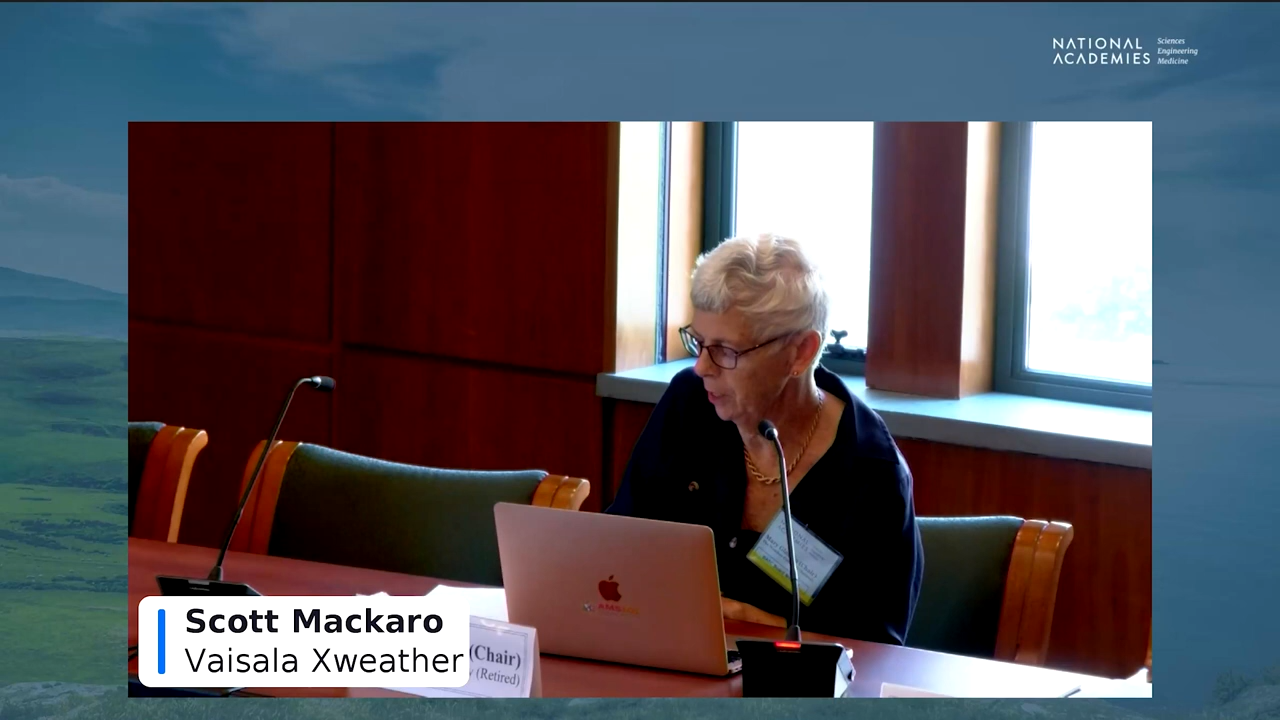 NATIONAL
ACADEMIES
Sciences
Engineering
Medicine
Scott Mackaro
Vaisala Xweather
(Chair)
(Retired)